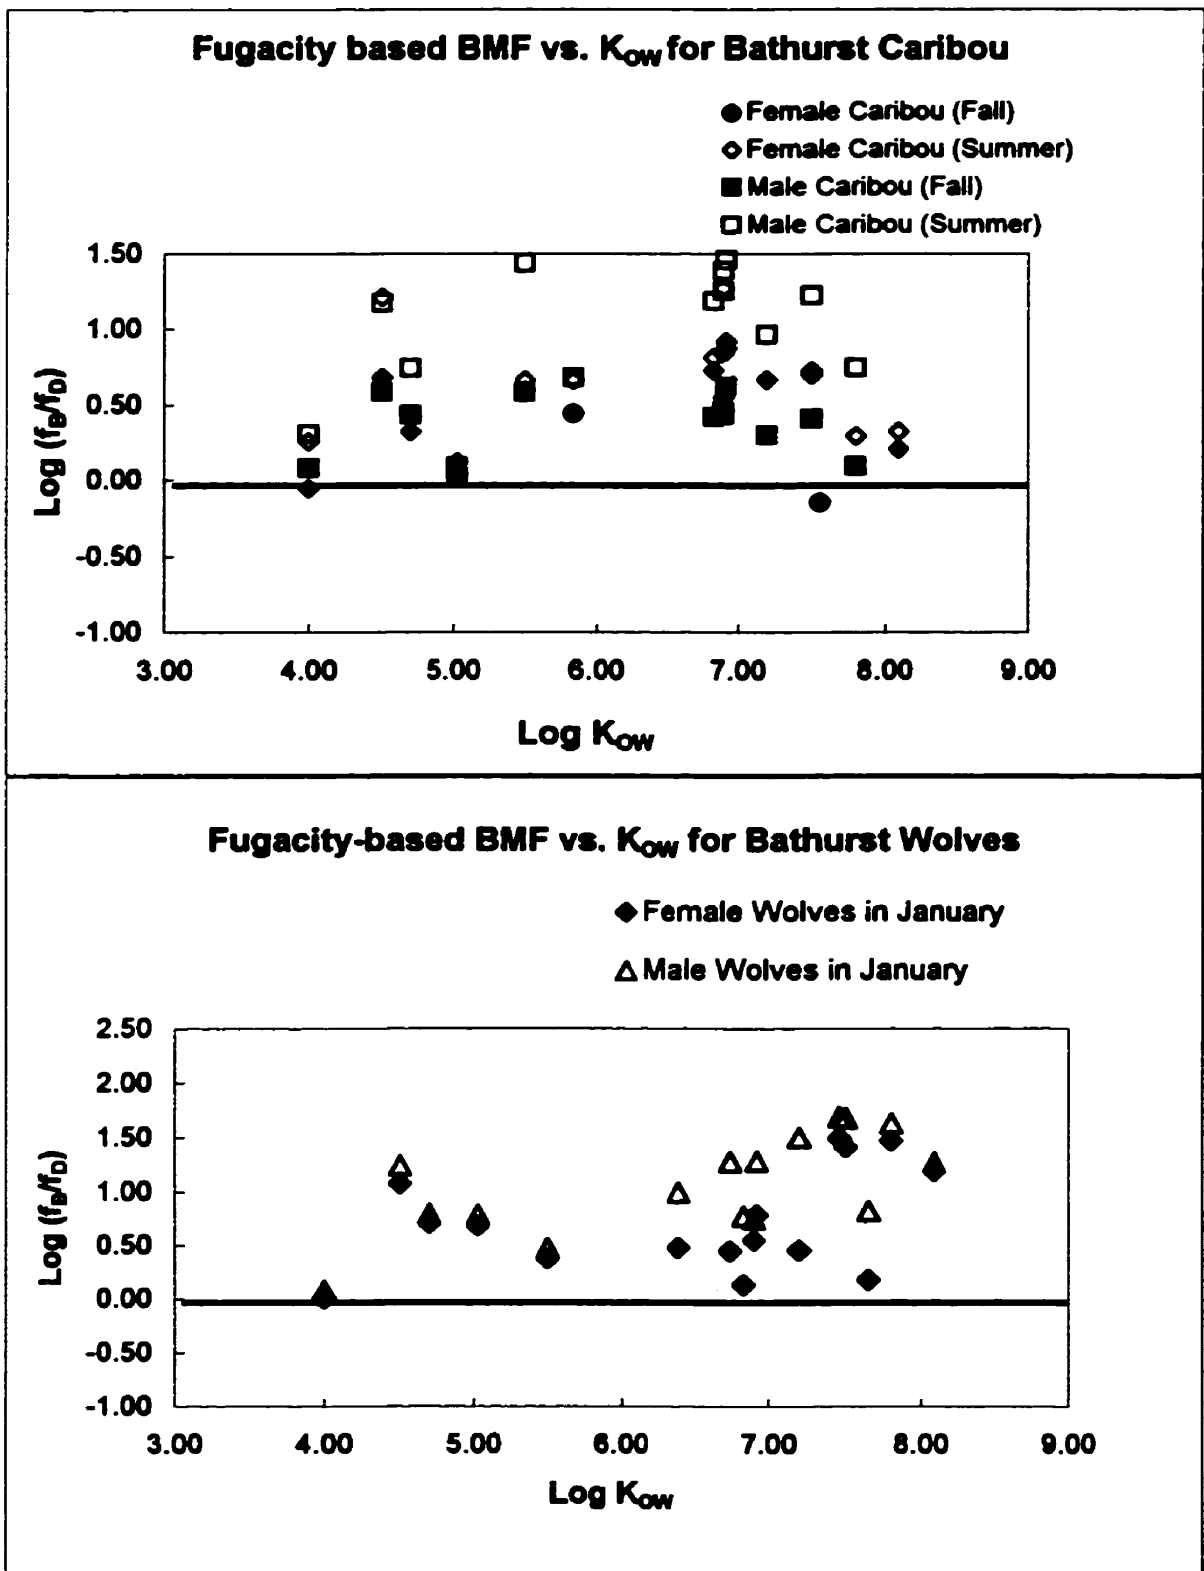 Fugacity based BMF vs. KOW for Bathurst Caribou
Female Caribou (Fall)
Female Caribou (Summer)
Male Caribou (Fall)
Male Caribou (Summer)
1.50
1.00
0.50
0.00
-0.50
-1.00
Log (fB/fD)
3.00 4.00 5.00 6.00 7.00 8.00 9.00
Log KOW
Fugacity-based BMF vs. KOW for Bathurst Wolves
Female Wolves in January
Male Wolves in January
2.50
2.00
1.50
1.00
0.50
0.00
-0.50
-1.00
Log (fB/fD)
3.00 4.00 5.00 6.00 7.00 8.00 9.00
Log KOW